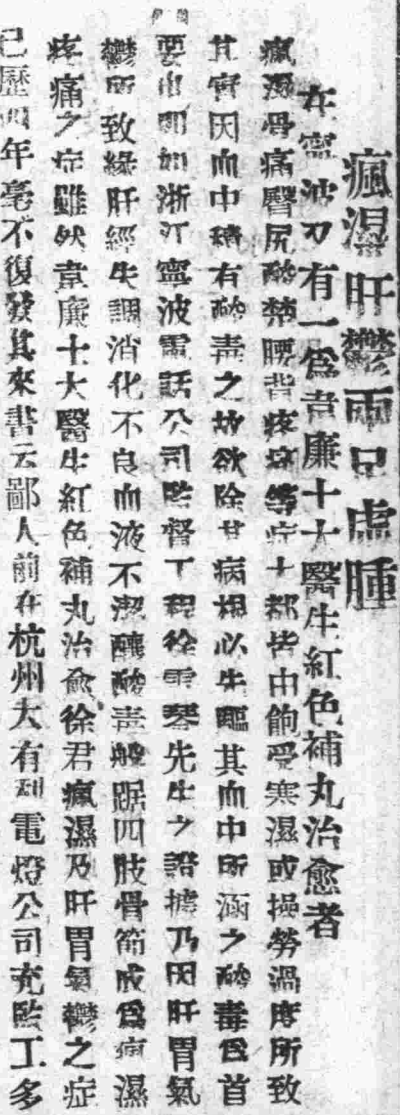 瘋濕肝鬱兩足虛腫
在寧波又有一爲韋廉士大醫生紅色補丸治愈者
瘋濕骨痛臀尻酸楚腰背疼痛等症大都皆由飽受寒濕或操勞過度所致
其實因血中積有酸毒之故欲除其病根必先驅其血中所涵之酸毒爲首
要也卽如浙江寧波電話公司監督工程徐雲琴先生之證據乃因肝胃氣
鬱所致緣肝經失調消化不良血液不潔釀酸毒盤踞四肢骨節成爲瘋濕
疼痛之症雖然韋廉士大醫生紅色補丸治愈徐君瘋濕及肝胃氣鬱之症
已歷四年毫不復發其來書云鄙人前在杭州大有利電燈公司充監工多